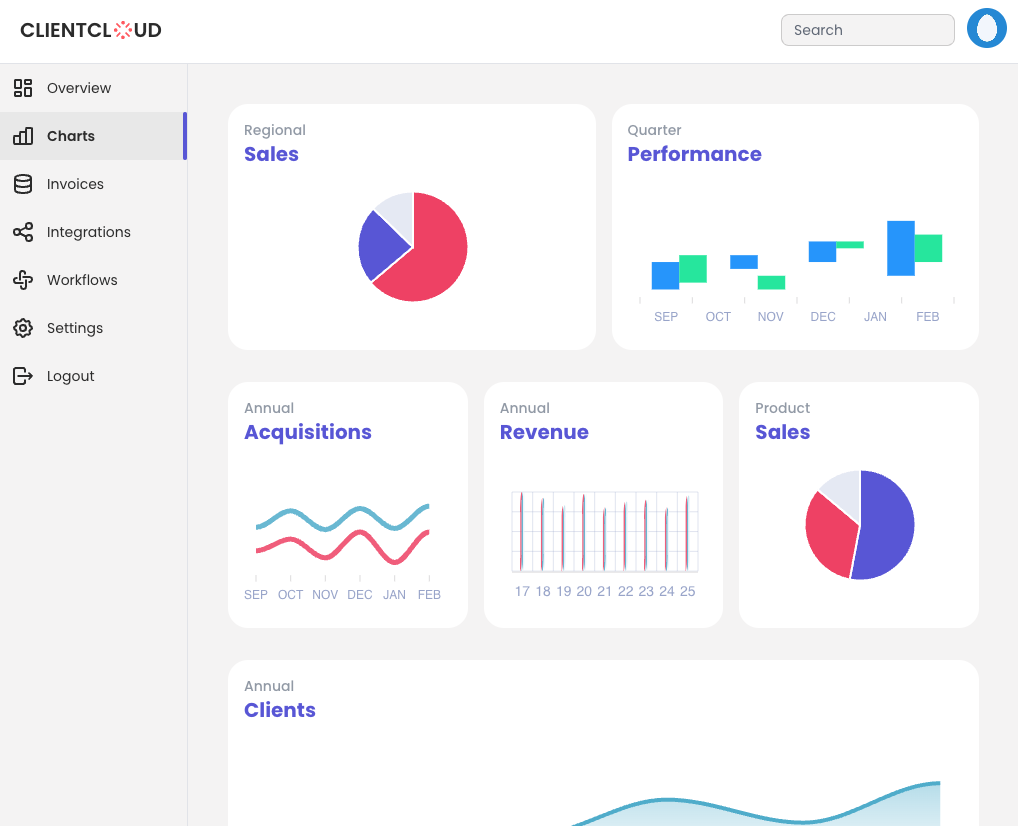 CLIENTCLOUD
Search
Overview
Charts
Invoices
Integrations
Workflows
Settings
Logout
Regional
Sales
Quarter
Performance
SEP OCT NOV DEC JAN FEB
Annual
Acquisitions
SEP OCT NOV DEC JAN FEB
Annual
Revenue
17 18 19 20 21 22 23 24 25
Product
Sales
Annual
Clients